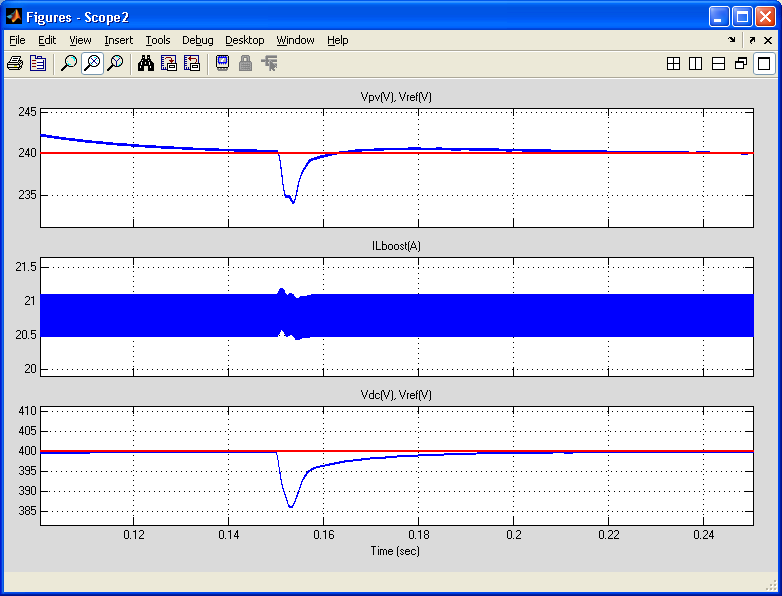 Figures - Scope2
File Edit View Insert Tools Debug Desktop Window Help
Vpv(V), Vref(V)
245
240
235
ILboost(A)
21.5
21
20.5
20
Vdc(V), Vref(V)
410
405
400
395
390
385
0.12 0.14 0.16 0.18 0.2 0.22 0.24
Time (sec)